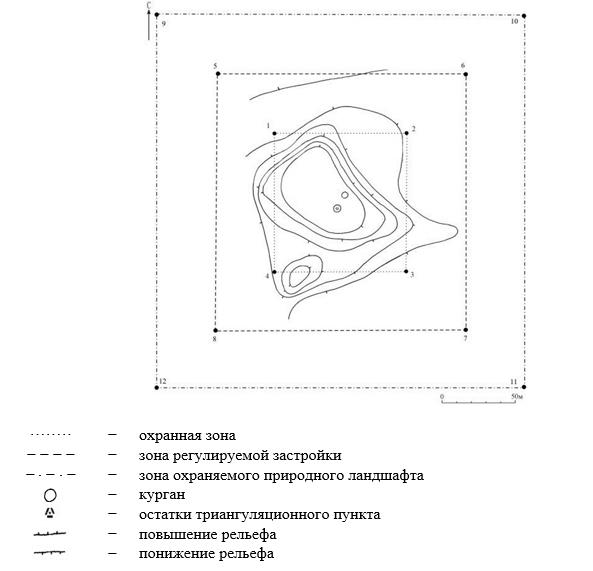 С
9
10
5
6
1
2
4
3
8
7
12
11
0
50м
– охранная зона
– зона регулируемой застройки
– зона охраняемого природного ландшафта
– курган
– остатки триангуляционного пункта
– повышение рельефа
– понижение рельефа